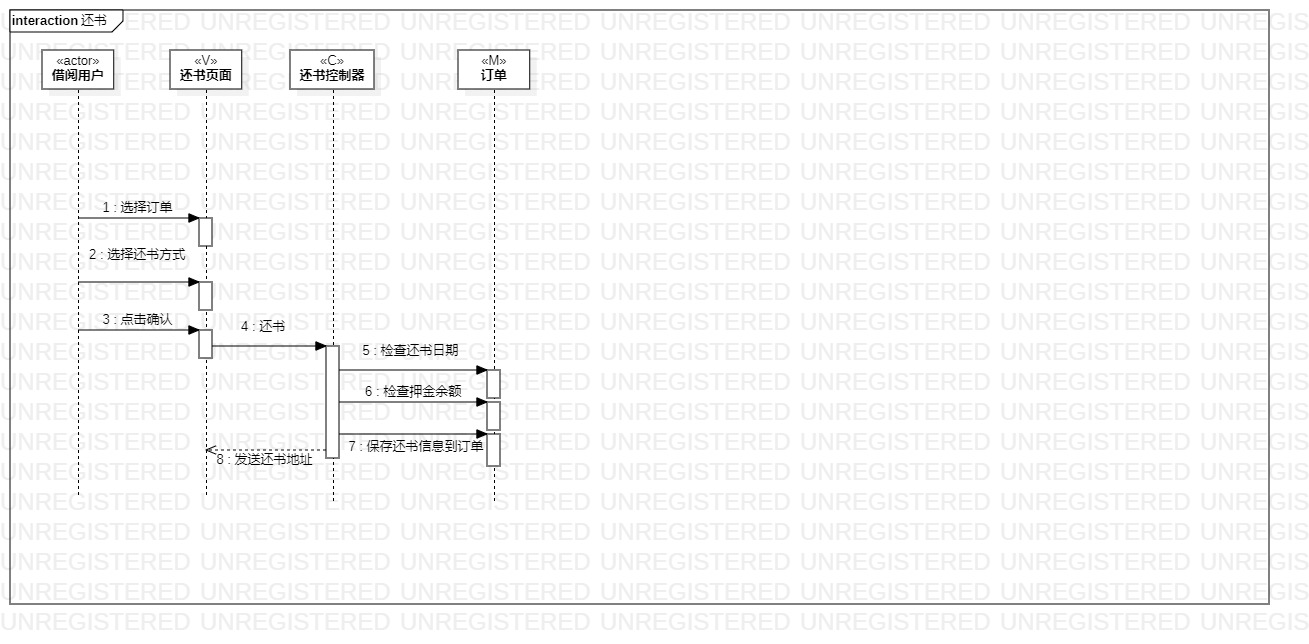 interaction 还书
«actor»
借阅用户
«V»
还书页面
«C»
还书控制器
«M»
订单
1 : 选择订单
2 : 选择还书方式
3 : 点击确认
4 : 还书
5 : 检查还书日期
6 : 检查押金余额
7 : 保存还书信息到订单
8 : 发送还书地址
UNREGISTERED UNREGISTERED UNREGISTERED UNREGISTERED UNREGISTERED UNREGISTERED UNREGIS